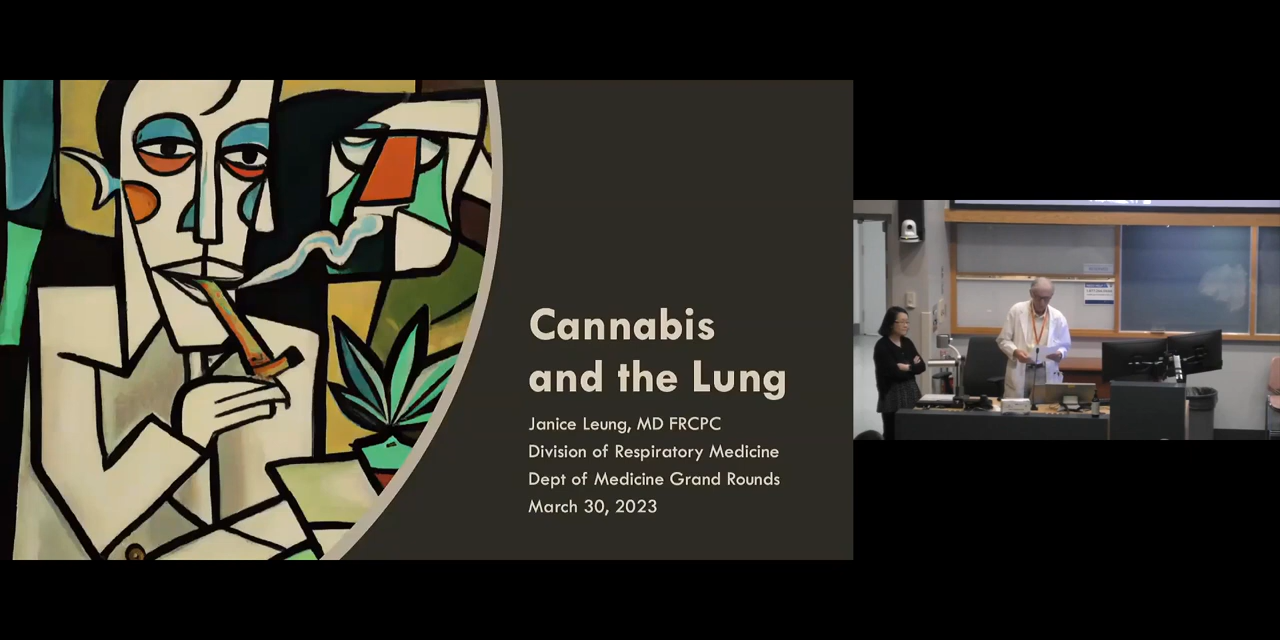 Cannabis
and the Lung
Janice Leung, MD FRCPC
Division of Respiratory Medicine
Dept of Medicine Grand Rounds
March 30, 2023